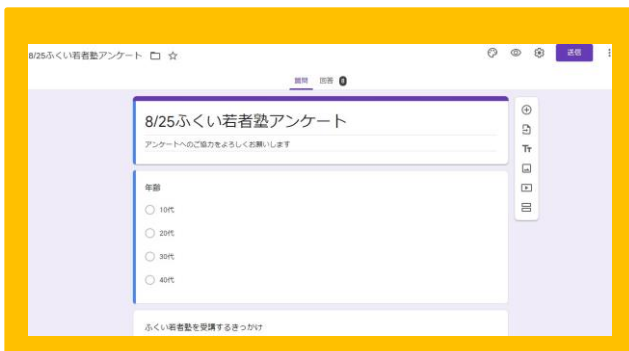 8/25ふくい若者塾アンケート
送信
質問 回答
8/25ふくい若者塾アンケート
アンケートへのご協力をよろしくお願いします
年齢
10代
20代
30代
40代
ふくい若者塾を受講するきっかけ
Tт